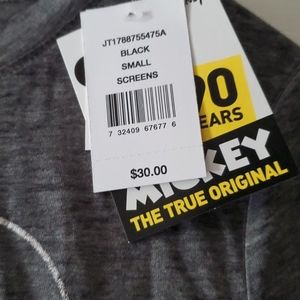 JT1788755475A
BLACK
SMALL
SCREENS
7 32409 67677 6
$30.00
90
YEARS
MICKEY
THE TRUE ORIGINAL